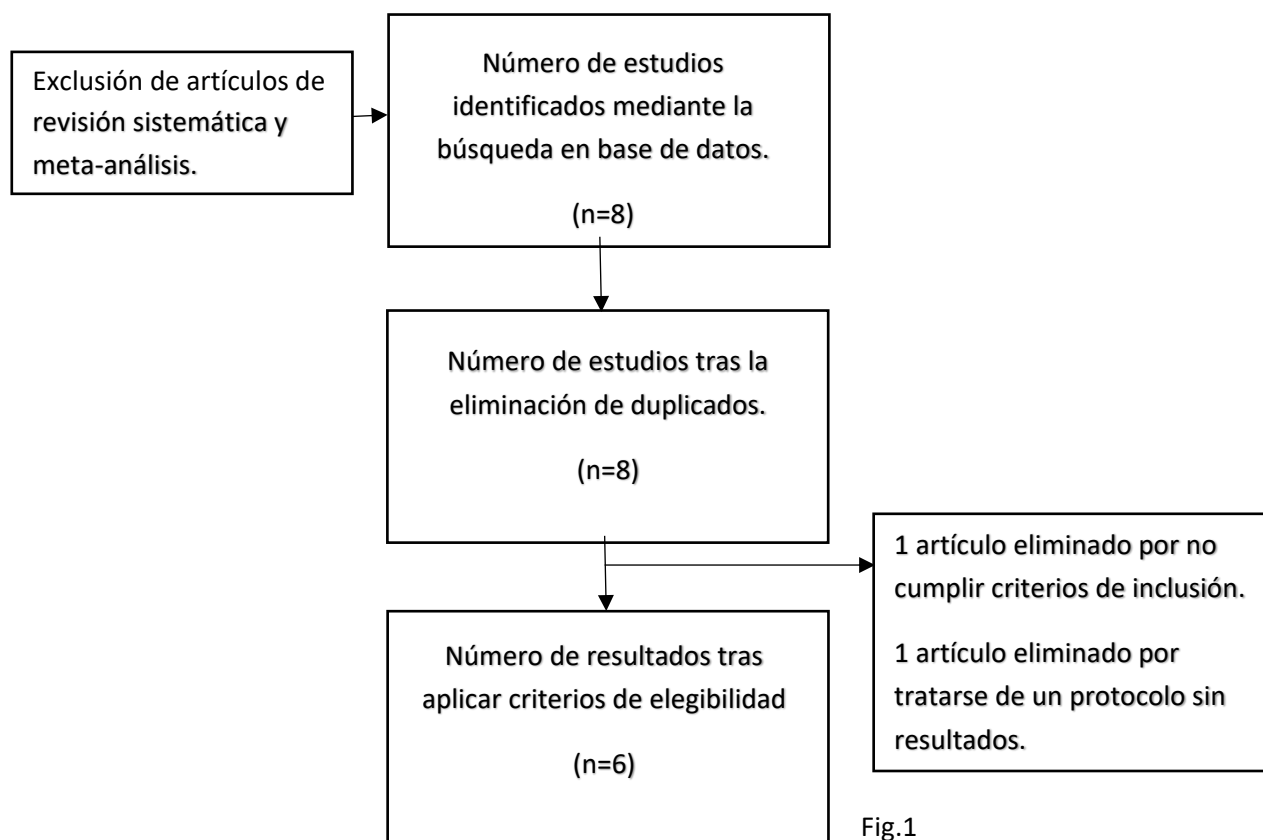 Exclusión de artículos de
revisión sistemática y
meta-análisis.
Número de estudios
identificados mediante la
búsqueda en base de datos.
(n=8)
Número de estudios tras la
eliminación de duplicados.
(n=8)
1 artículo eliminado por no
cumplir criterios de inclusión.
1 artículo eliminado por
tratarse de un protocolo sin
resultados.
Número de resultados tras
aplicar criterios de elegibilidad
(n=6)
Fig.1